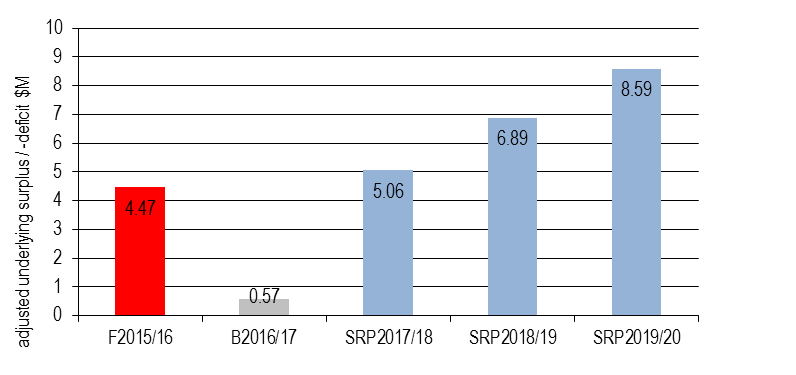 adjusted underlying surplus / -deficit $M
10
9
8
7
6
5
4
3
2
1
0
4.47
0.57
5.06
6.89
8.59
F2015/16
B2016/17
SRP2017/18
SRP2018/19
SRP2019/20